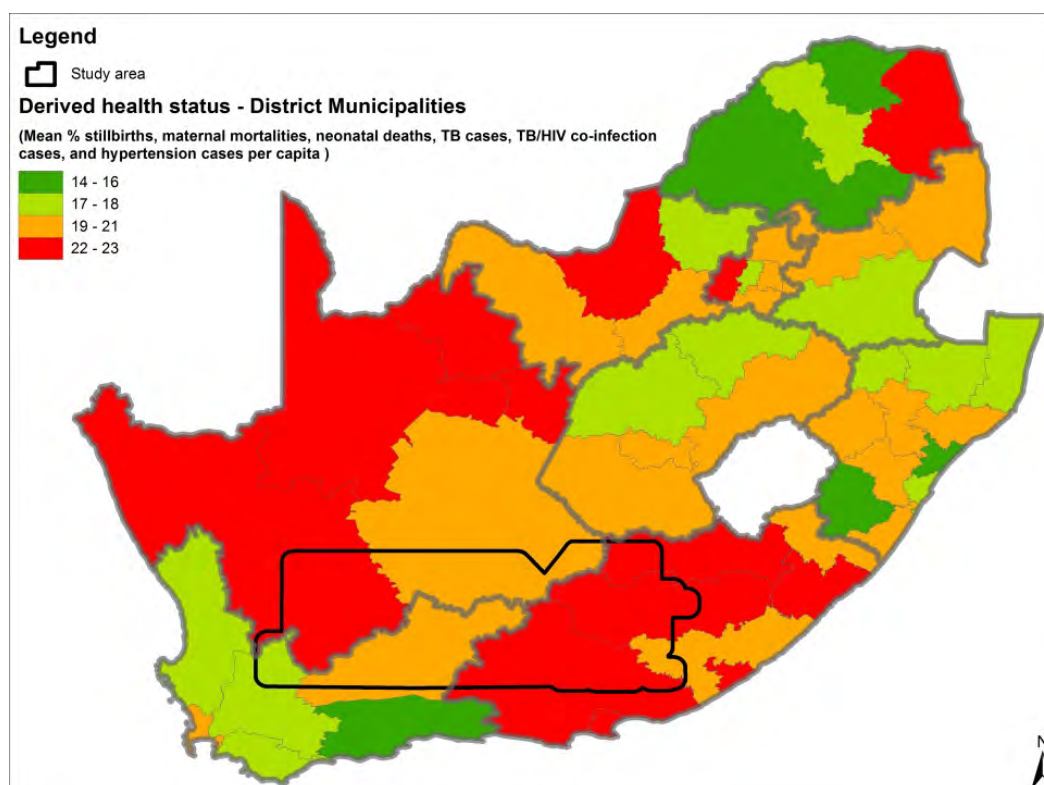 Legend
Study area
Derived health status - District Municipalities
(Mean % stillbirths, maternal mortalities, neonatal deaths, TB cases, TB/HIV co-infection
cases, and hypertension cases per capita )
14 - 16
17 - 18
19 - 21
22 - 23
N